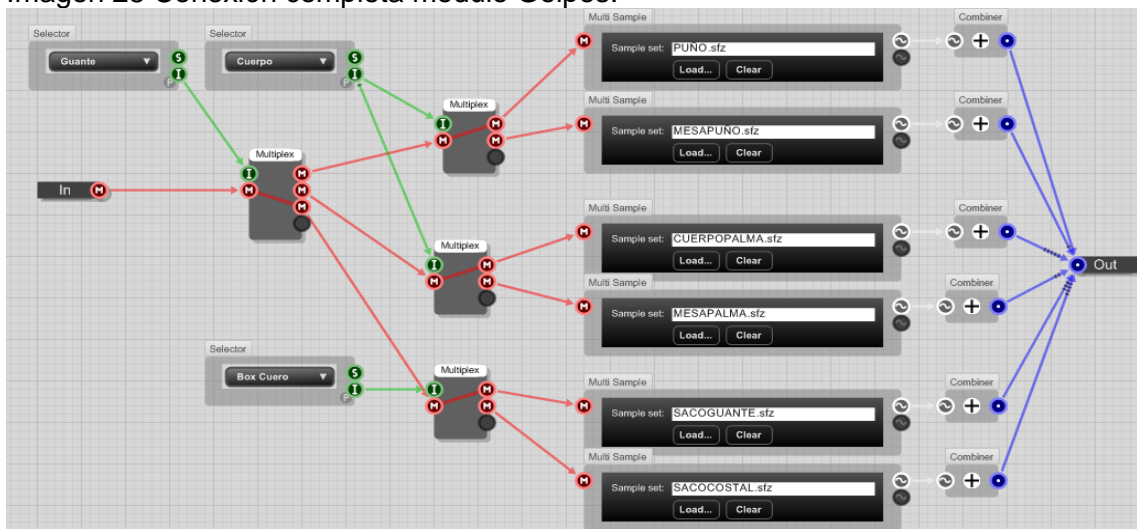 Imagen 28 Conexión completa módulo Golpes.
Multi Sample
Combiner
Selector
Selector
Sample set: PUÑO.sfz
Guante
Cuerpo
S
S
I
I
P
P
Load... Clear
Multi Sample
Combiner
Multiplex
Sample set: MESAPUÑO.sfz
Load... Clear
Multiplex
In
Multi Sample
Combiner
Sample set: CUERPOPALMA.sfz
Load... Clear
Multiplex
Out
Multi Sample
Combiner
Sample set: MESAPALMA.sfz
Load... Clear
Selector
Box Cuero
S
I
P
Multiplex
Multi Sample
Combiner
Sample set: SACOGUANTE.sfz
Load... Clear
Multi Sample
Combiner
Sample set: SACOCOSTAL.sfz
Load... Clear